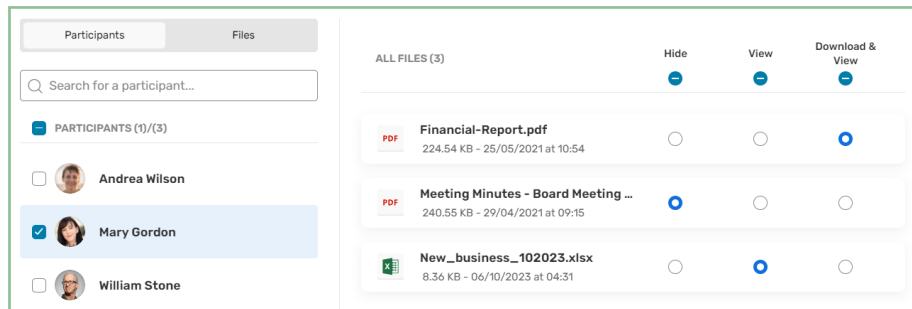 Participants
Files
Search for a participant...
PARTICIPANTS (1)/(3)
Andrea Wilson
Mary Gordon
William Stone
ALL FILES (3)
Hide
View
Download &
View
PDF
Financial-Report.pdf
224.54 KB - 25/05/2021 at 10:54
PDF
Meeting Minutes - Board Meeting ...
240.55 KB - 29/04/2021 at 09:15
X
New_business_102023.xlsx
8.36 KB - 06/10/2023 at 04:31